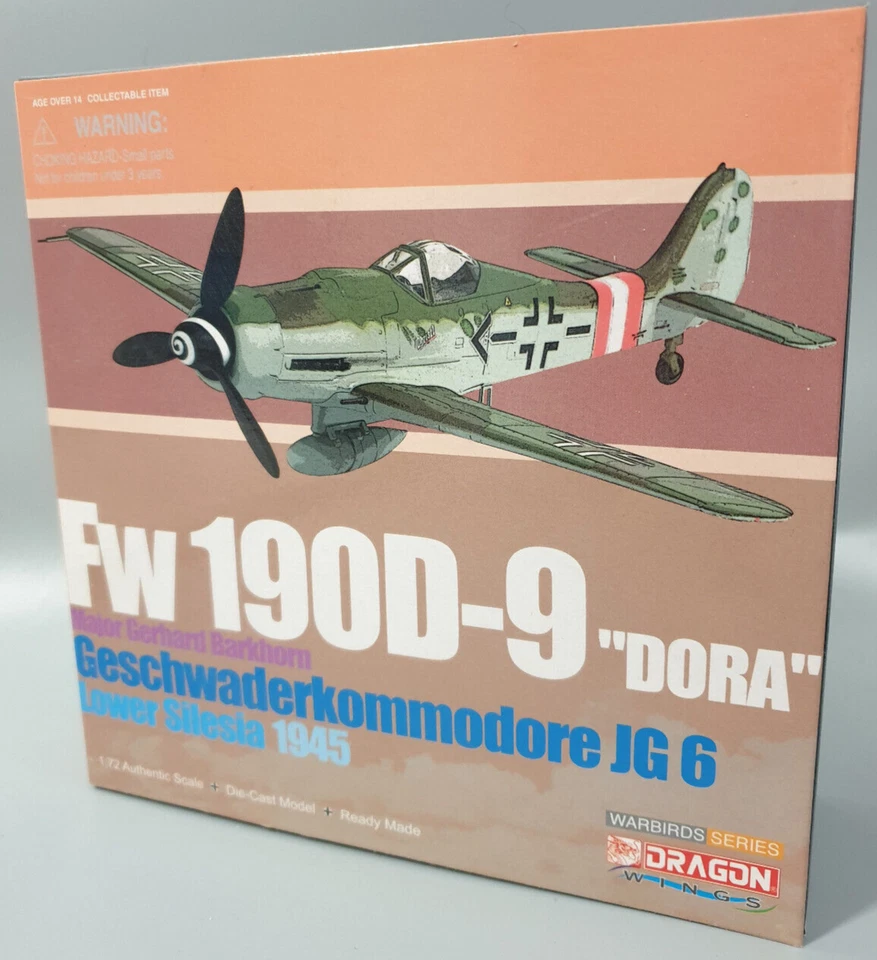 AGE OVER 14 COLLECTABLE ITEM
WARNING:
CHOKING HAZARD-Small parts
Not for children under 3 years
FW 190D-9 "DORA"
Major Gerhard Barkhorn
Geschwaderkommodore JG 6
Lower Silesia 1945
1:72 Authentic Scale + Die-Cast Model + Ready Made
WARBIRDS SERIES
DRAGON
WINGS